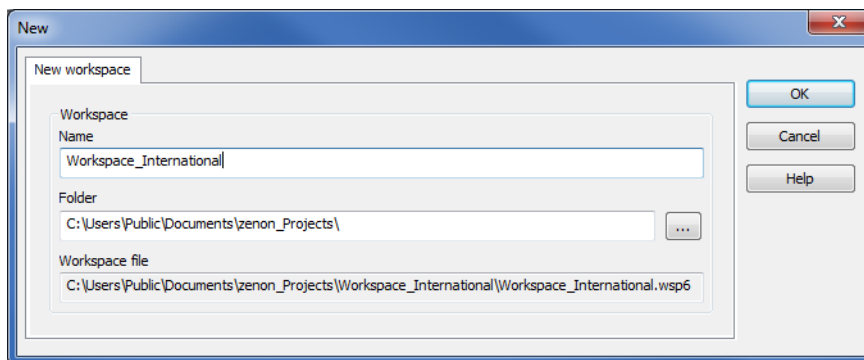 New
New workspace
OK
Workspace
Name
Cancel
Workspace_International
Help
Folder
C:\Users\Public\Documents\zenon_Projects\
...
Workspace file
C:\Users\Public\Documents\zenon_Projects\Workspace_International\Workspace_International.wsp6